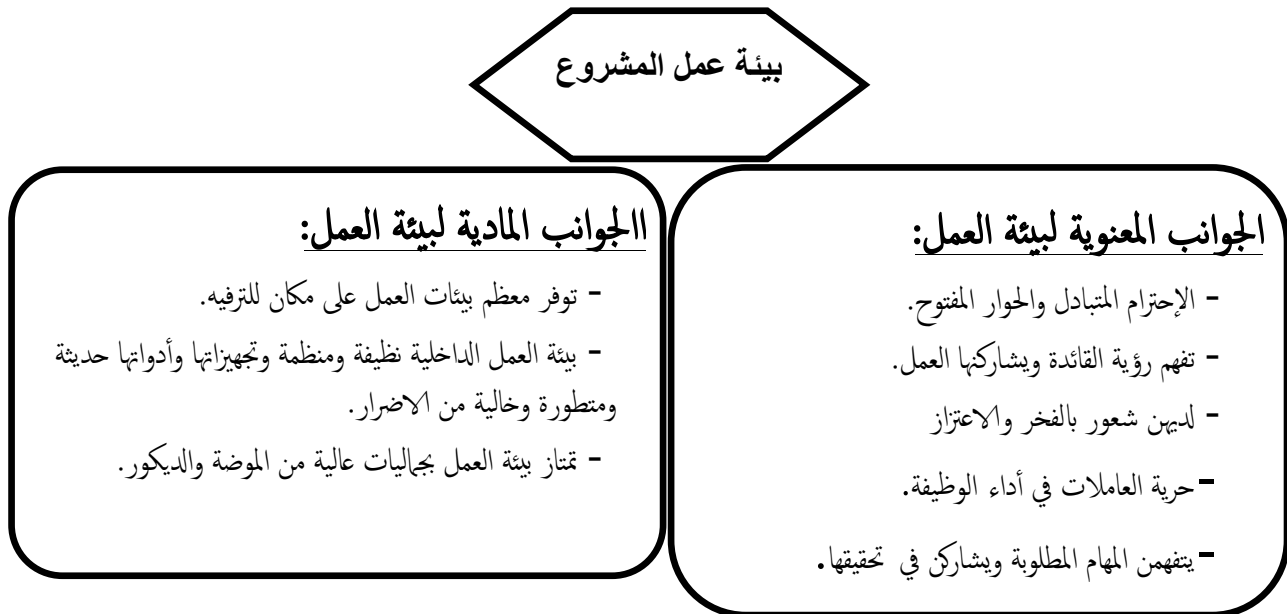 بيئة عمل المشروع
الجوانب المعنوية لبيئة العمل:
- الإحترام المتبادل والحوار المفتوح.
- تفهم رؤية القائدة ويشاركنها العمل.
- لديهن شعور بالفخر والاعتزاز
-حرية العاملات في أداء الوظيفة.
-يتفهمن المهام المطلوبة ويشاركن في تحقيقها.
االجوانب المادية لبيئة العمل:
- توفر معظم بيئات العمل على مكان للترفيه.
- بيئة العمل الداخلية نظيفة ومنظمة وتجهيزاتها وأدواتها حديثة
ومتطورة وخالية من الاضرار.
- تمتاز بيئة العمل بجماليات عالية من الموضة والديكور.